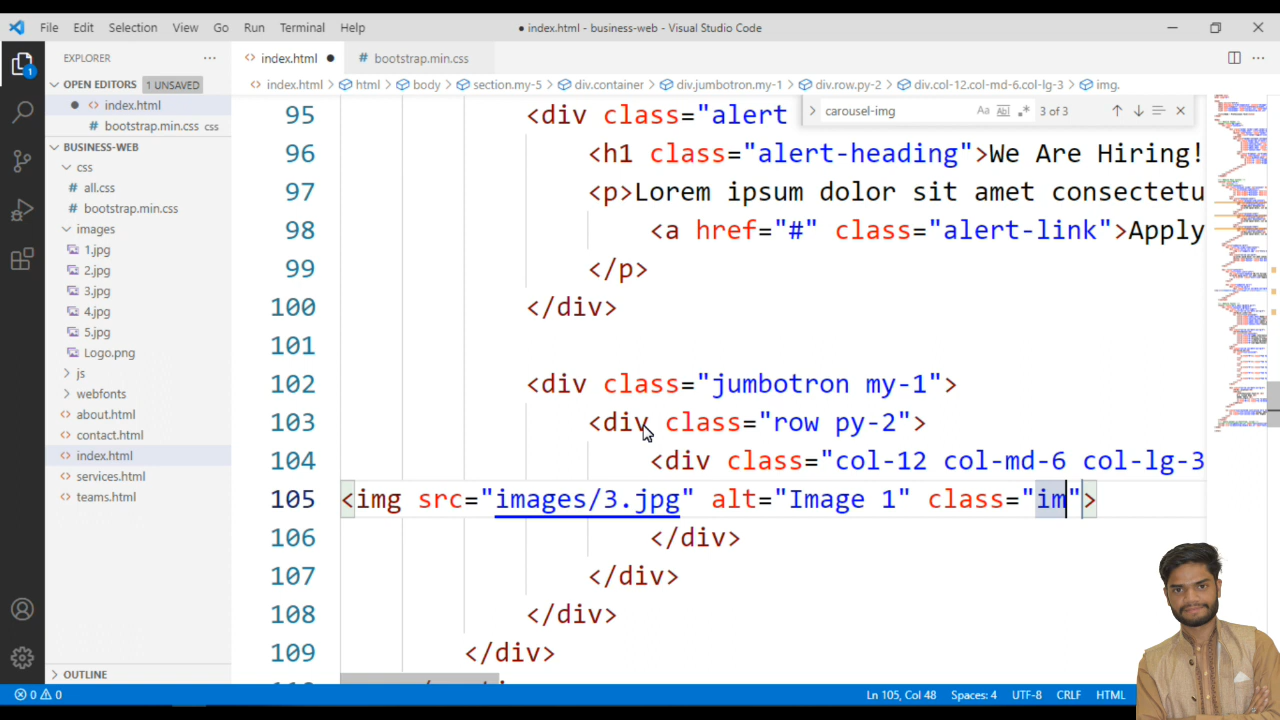 File Edit Selection View Go Run Terminal Help
● index.html - business-web - Visual Studio Code
EXPLORER
OPEN EDITORS 1 UNSAVED
index.html
bootstrap.min.css css
BUSINESS-WEB
css
all.css
bootstrap.min.css
images
1.jpg
2.jpg
3.jpg
4.jpg
5.jpg
Logo.png
js
webfonts
about.html
contact.html
index.html
services.html
teams.html
OUTLINE
index.html bootstrap.min.css
index.html > html > body > section.my-5 > div.container > div.jumbotron.my-1 > div.row.py-2 > div.col-12.col-md-6.col-lg-3 > img.
carousel-img Aa Abl .* 3 of 3
95 <div class="alert
96 <h1 class="alert-heading">We Are Hiring!
97 <p>Lorem ipsum dolor sit amet consectetu
98 <a href="#" class="alert-link">Apply
99 </p>
100 </div>
101
102 <div class="jumbotron my-1">
103 <div class="row py-2">
104 <div class="col-12 col-md-6 col-lg-3
105 <img src="images/3.jpg" alt="Image 1" class="im">
106 </div>
107 </div>
108 </div>
109 </div>
0 0 Ln 105, Col 48 Spaces: 4 UTF-8 CRLF HTML